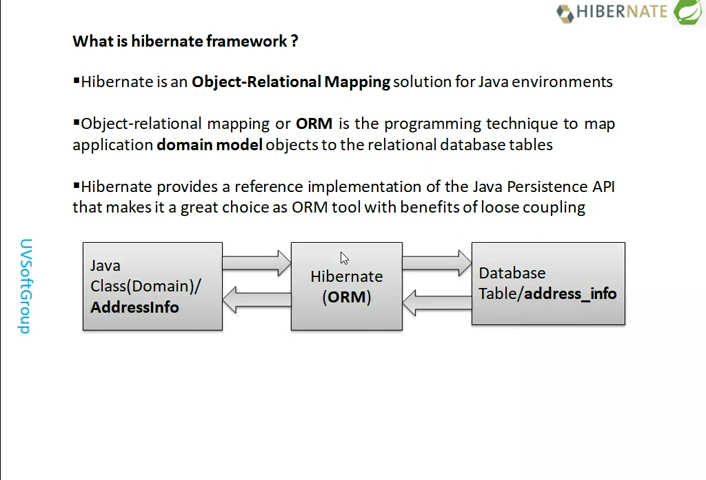 HIBERNATE
What is hibernate framework ?
▪Hibernate is an Object-Relational Mapping solution for Java environments
▪Object-relational mapping or ORM is the programming technique to map
application domain model objects to the relational database tables
▪Hibernate provides a reference implementation of the Java Persistence API
that makes it a great choice as ORM tool with benefits of loose coupling
UVSoftGroup
Java
Class(Domain)/
AddressInfo
Hibernate
(ORM)
Database
Table/address_info